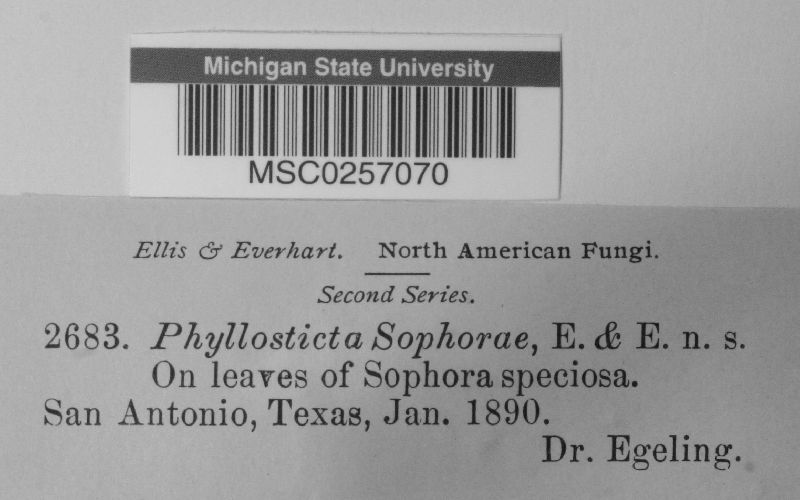 Michigan State University
MSC0257070
Ellis & Everhart. North American Fungi.
Second Series.
2683. Phyllosticta Sophorae, E. & E. n. s.
On leaves of Sophora speciosa.
San Antonio, Texas, Jan. 1890.
Dr. Egeling.